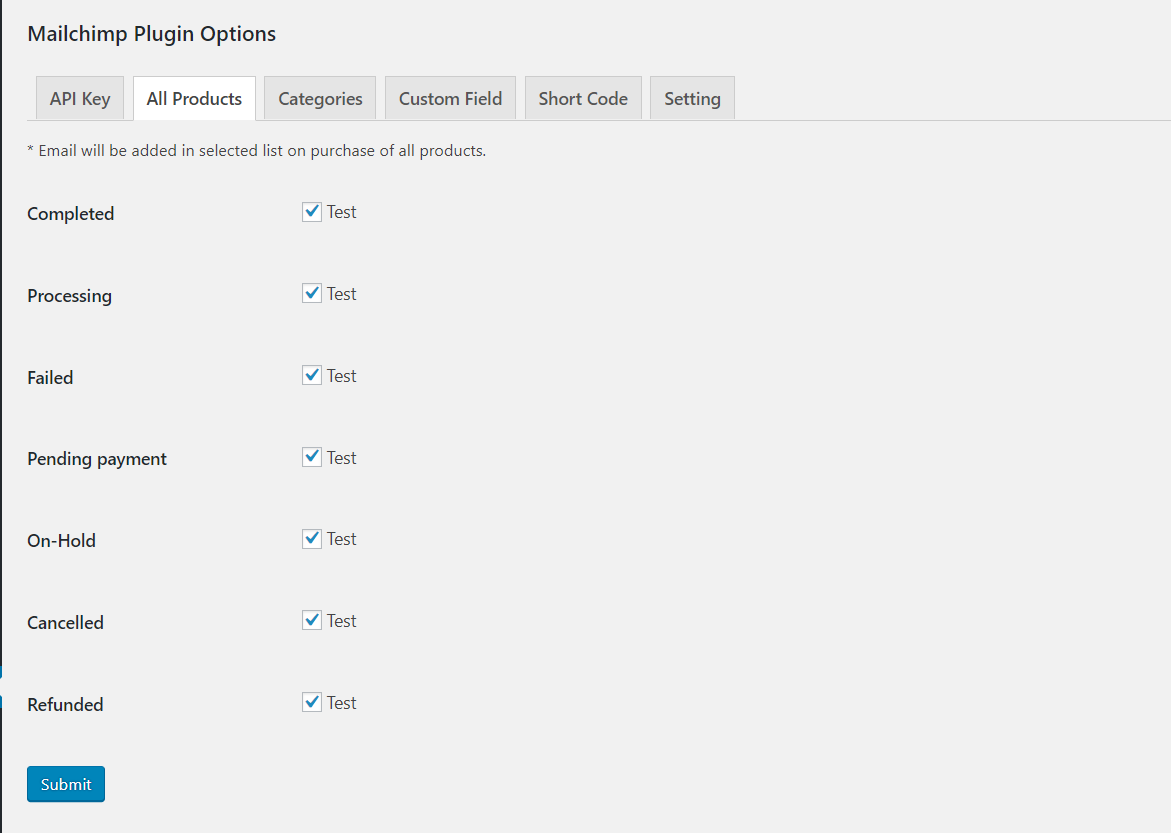 Mailchimp Plugin Options
API Key All Products Categories Custom Field Short Code Setting
* Email will be added in selected list on purchase of all products.
Completed Test
Processing Test
Failed Test
Pending payment Test
On-Hold Test
Cancelled Test
Refunded Test
Submit